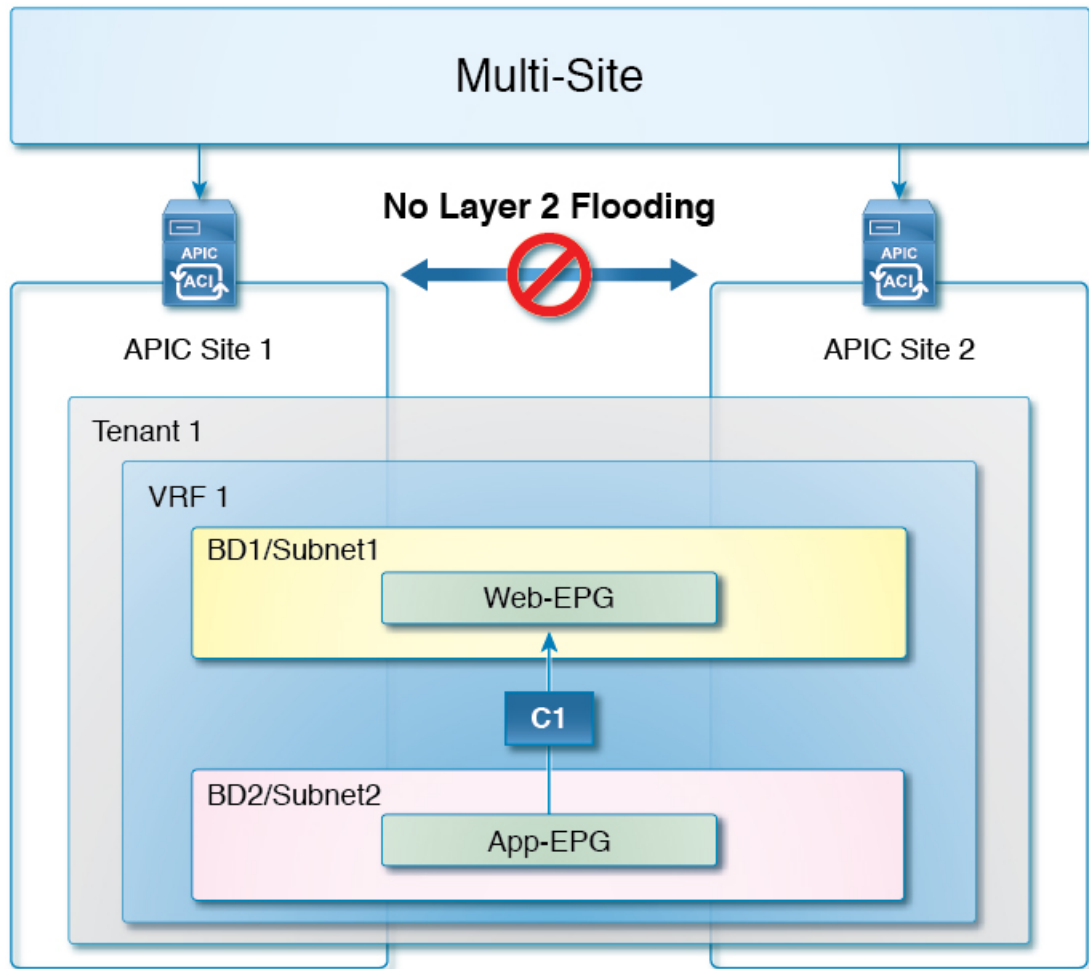 Multi-Site
No Layer 2 Flooding
APIC
ACI
APIC
ACI
APIC Site 1
APIC Site 2
Tenant 1
VRF 1
BD1/Subnet1
Web-EPG
C1
BD2/Subnet2
App-EPG